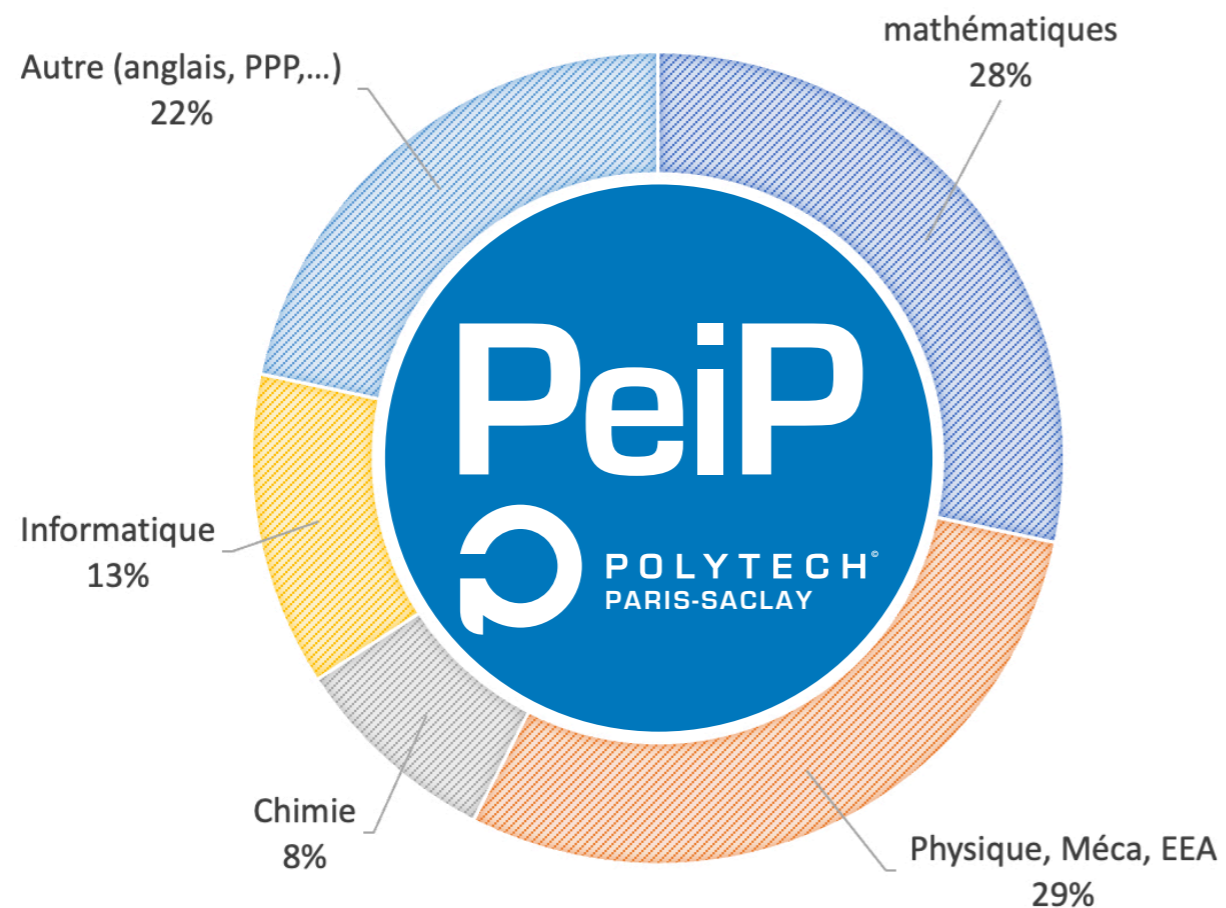 mathématiques
28%
Autre (anglais, PPP,...)
22%
PeiP
POLYTECH©
PARIS-SACLAY
Informatique
13%
Chimie
8%
Physique, Méca, EEA
29%